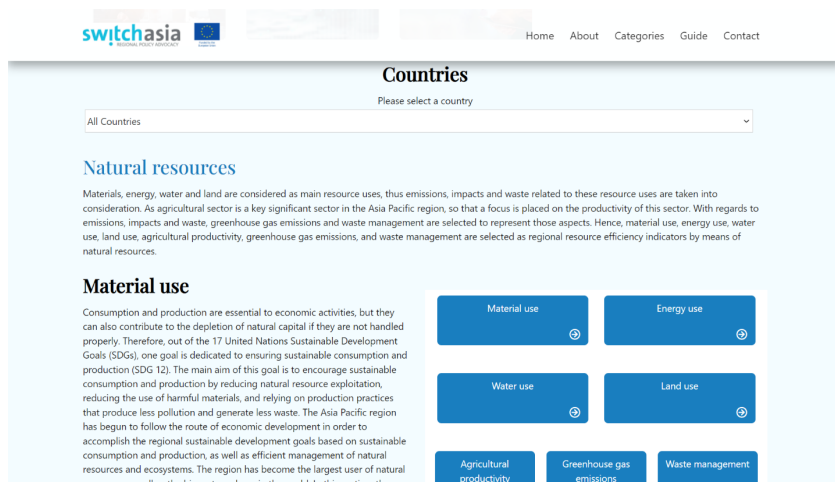 switchasia
REGIONAL POLICY ADVOCACY
Home About Categories Guide Contact
Countries
Please select a country
All Countries
Natural resources
Materials, energy, water and land are considered as main resource uses, thus emissions, impacts and waste related to these resource uses are taken into
consideration. As agricultural sector is a key significant sector in the Asia Pacific region, so that a focus is placed on the productivity of this sector. With regards to
emissions, impacts and waste, greenhouse gas emissions and waste management are selected to represent those aspects. Hence, material use, energy use, water
use, land use, agricultural productivity, greenhouse gas emissions, and waste management are selected as regional resource efficiency indicators by means of
natural resources.
Material use
Consumption and production are essential to economic activities, but they
can also contribute to the depletion of natural capital if they are not handled
properly. Therefore, out of the 17 United Nations Sustainable Development
Goals (SDGs), one goal is dedicated to ensuring sustainable consumption and
production (SDG 12). The main aim of this goal is to encourage sustainable
consumption and production by reducing natural resource exploitation,
reducing the use of harmful materials, and relying on production practices
that produce less pollution and generate less waste. The Asia Pacific region
has begun to follow the route of economic development in order to
accomplish the regional sustainable development goals based on sustainable
consumption and production, as well as efficient management of natural
resources and ecosystems. The region has become the largest user of natural
Material use
Energy use
Water use
Land use
Agricultural
productivity
Greenhouse gas
emissions
Waste management